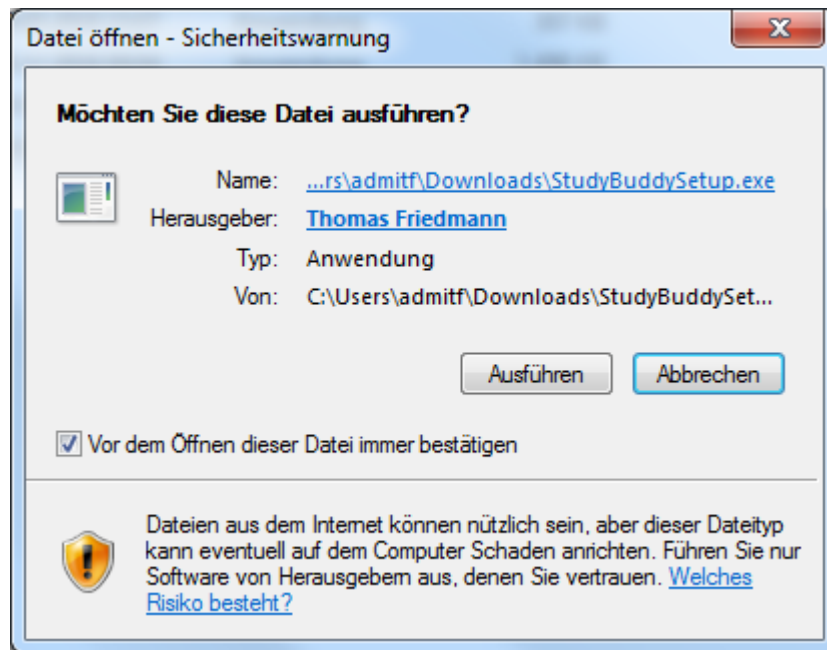 Datei öffnen - Sicherheitswarnung
Möchten Sie diese Datei ausführen?
Name: ...rs\admitf\Downloads\StudyBuddySetup.exe
Herausgeber: Thomas Friedmann
Typ: Anwendung
Von: C:\Users\admitf\Downloads\StudyBuddySet...
Ausführen Abbrechen
Vor dem Öffnen dieser Datei immer bestätigen
Dateien aus dem Internet können nützlich sein, aber dieser Dateityp
kann eventuell auf dem Computer Schaden anrichten. Führen Sie nur
Software von Herausgebern aus, denen Sie vertrauen. Welches
Risiko besteht?